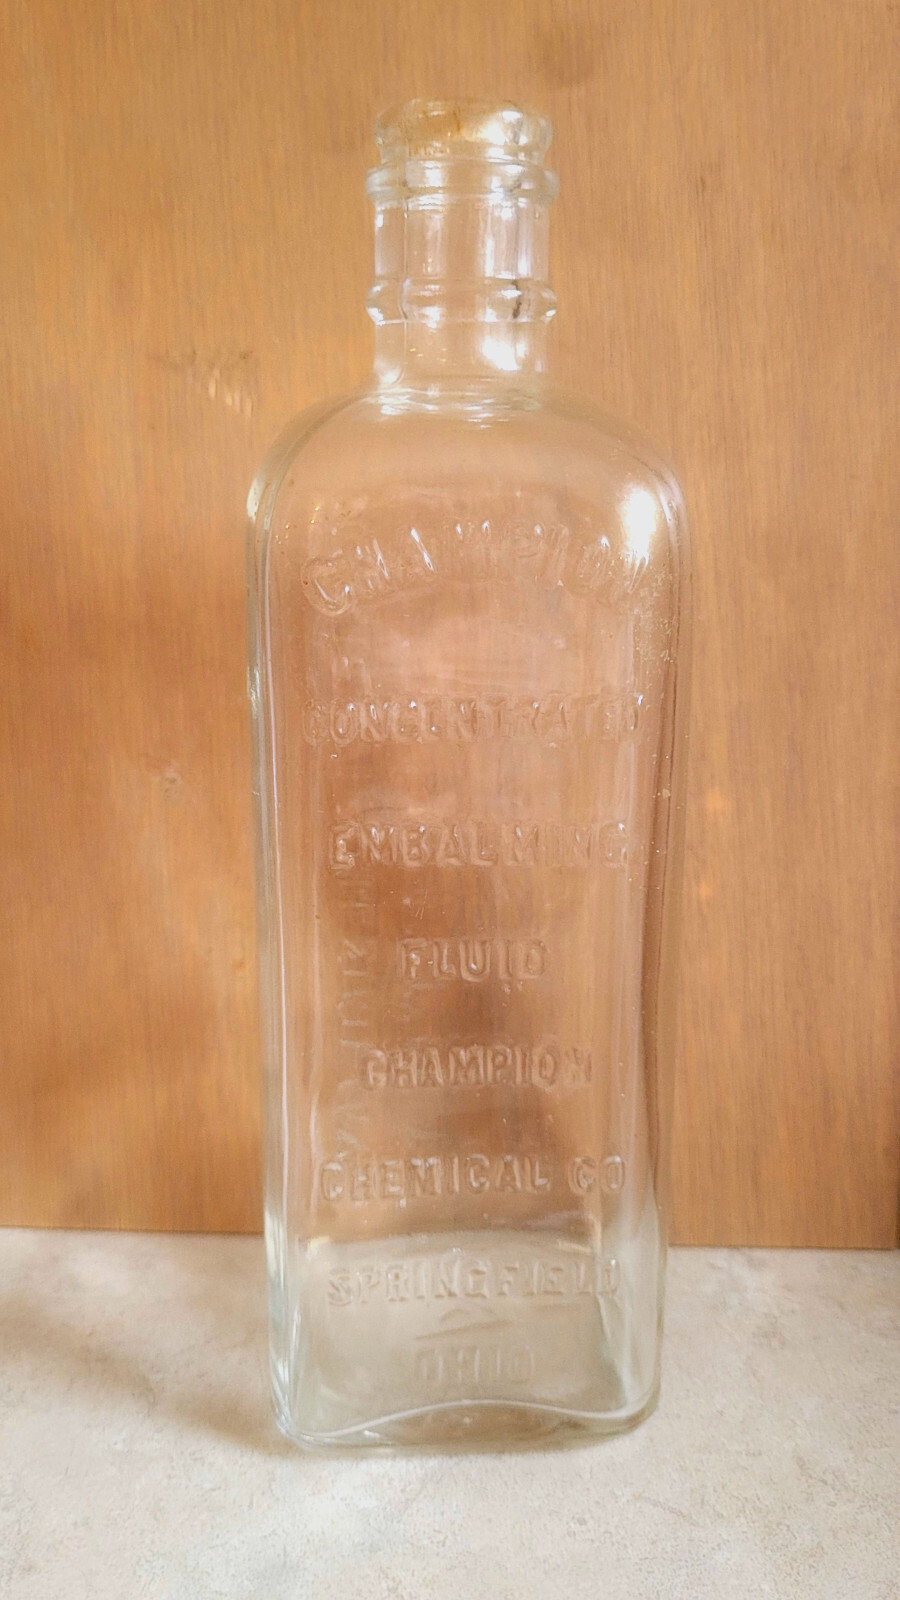 CHAMPION
CONCENTRATED
EMBALMING
FLUID
CHAMPION
CHEMICAL CO
SPRINGFIELD
OHIO